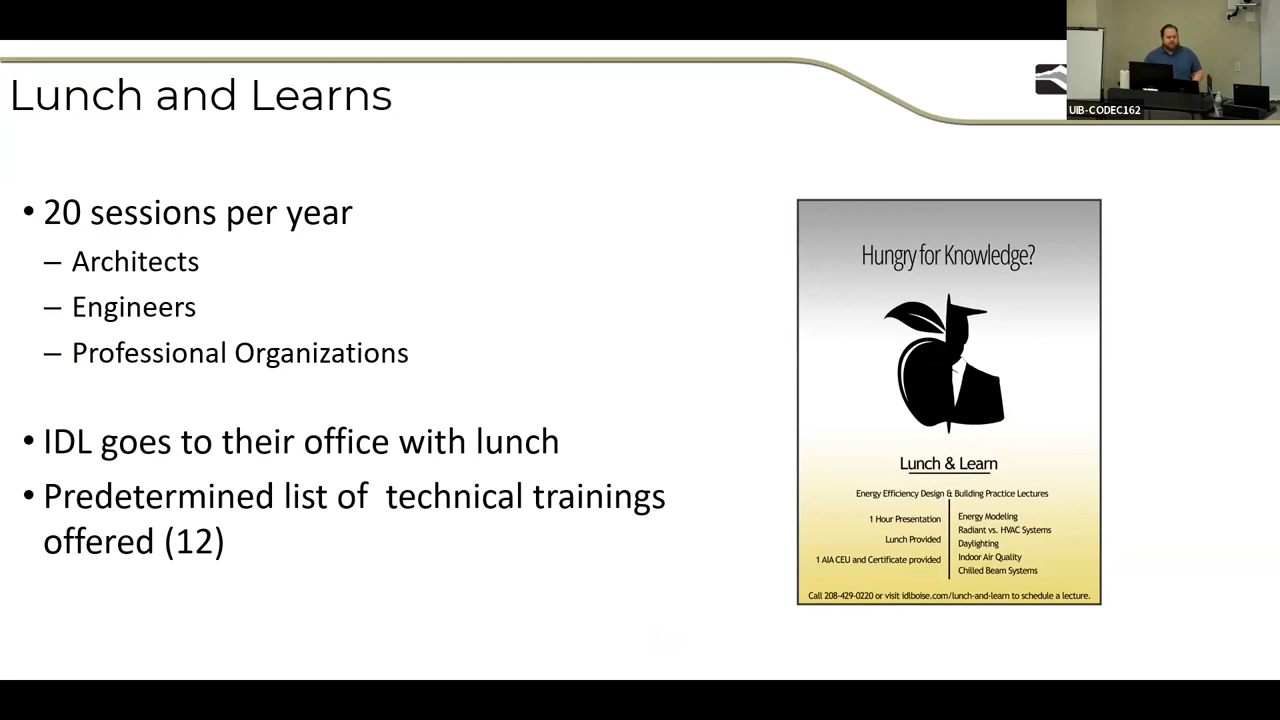 Lunch and Learns
UIB-CODEC162
• 20 sessions per year
– Architects
– Engineers
– Professional Organizations
• IDL goes to their office with lunch
• Predetermined list of technical trainings
offered (12)
Hungry for Knowledge?
Lunch & Learn
Energy Efficiency Design & Building Practice Lectures
1 Hour Presentation
Lunch Provided
1 AIA CEU and Certificate provided
Energy Modeling
Radiant vs. HVAC Systems
Daylighting
Indoor Air Quality
Chilled Beam Systems
Call 208-429-0220 or visit idlboise.com/lunch-and-learn to schedule a lecture.